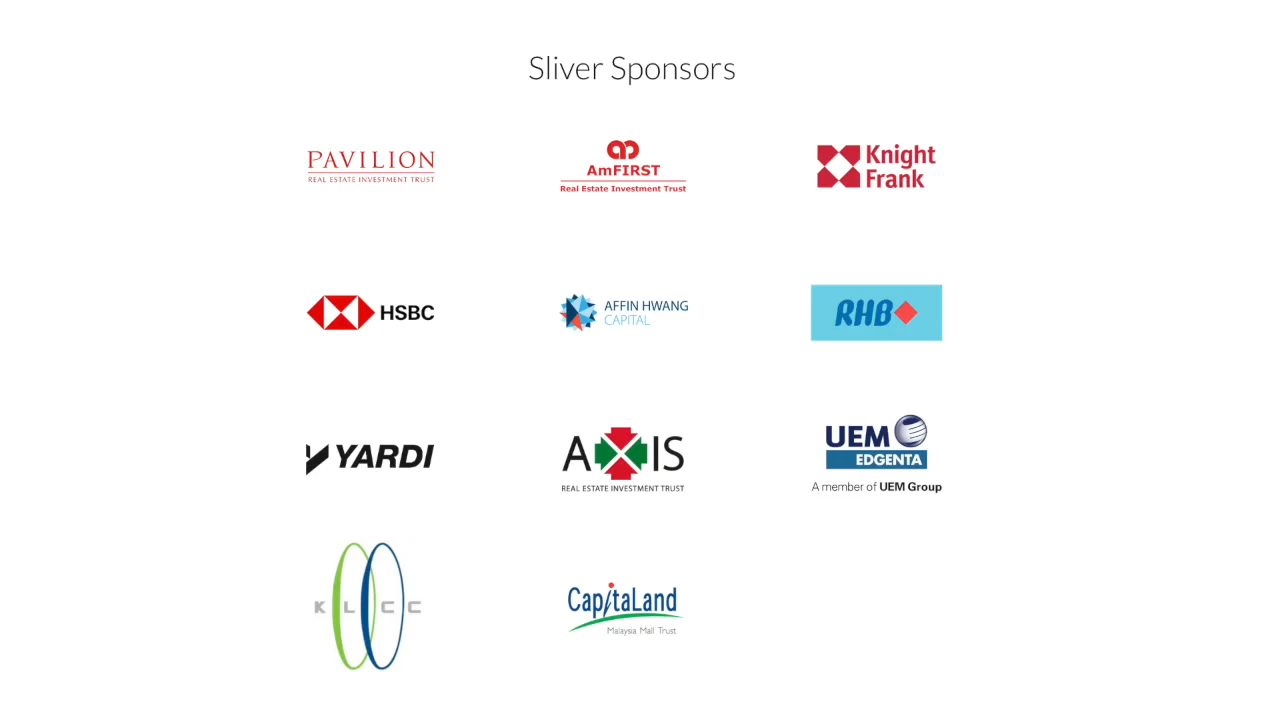 Sliver Sponsors
PAVILION
REAL ESTATE INVESTMENT TRUST
AmFIRST
Real Estate Investment Trust
Knight
Frank
HSBC
AFFIN HWANG
CAPITAL
RHB
YARDI
AXIS
REAL ESTATE INVESTMENT TRUST
UEM
EDGENTA
A member of UEM Group
KLCC
CapitaLand
Malaysia Mall Trust